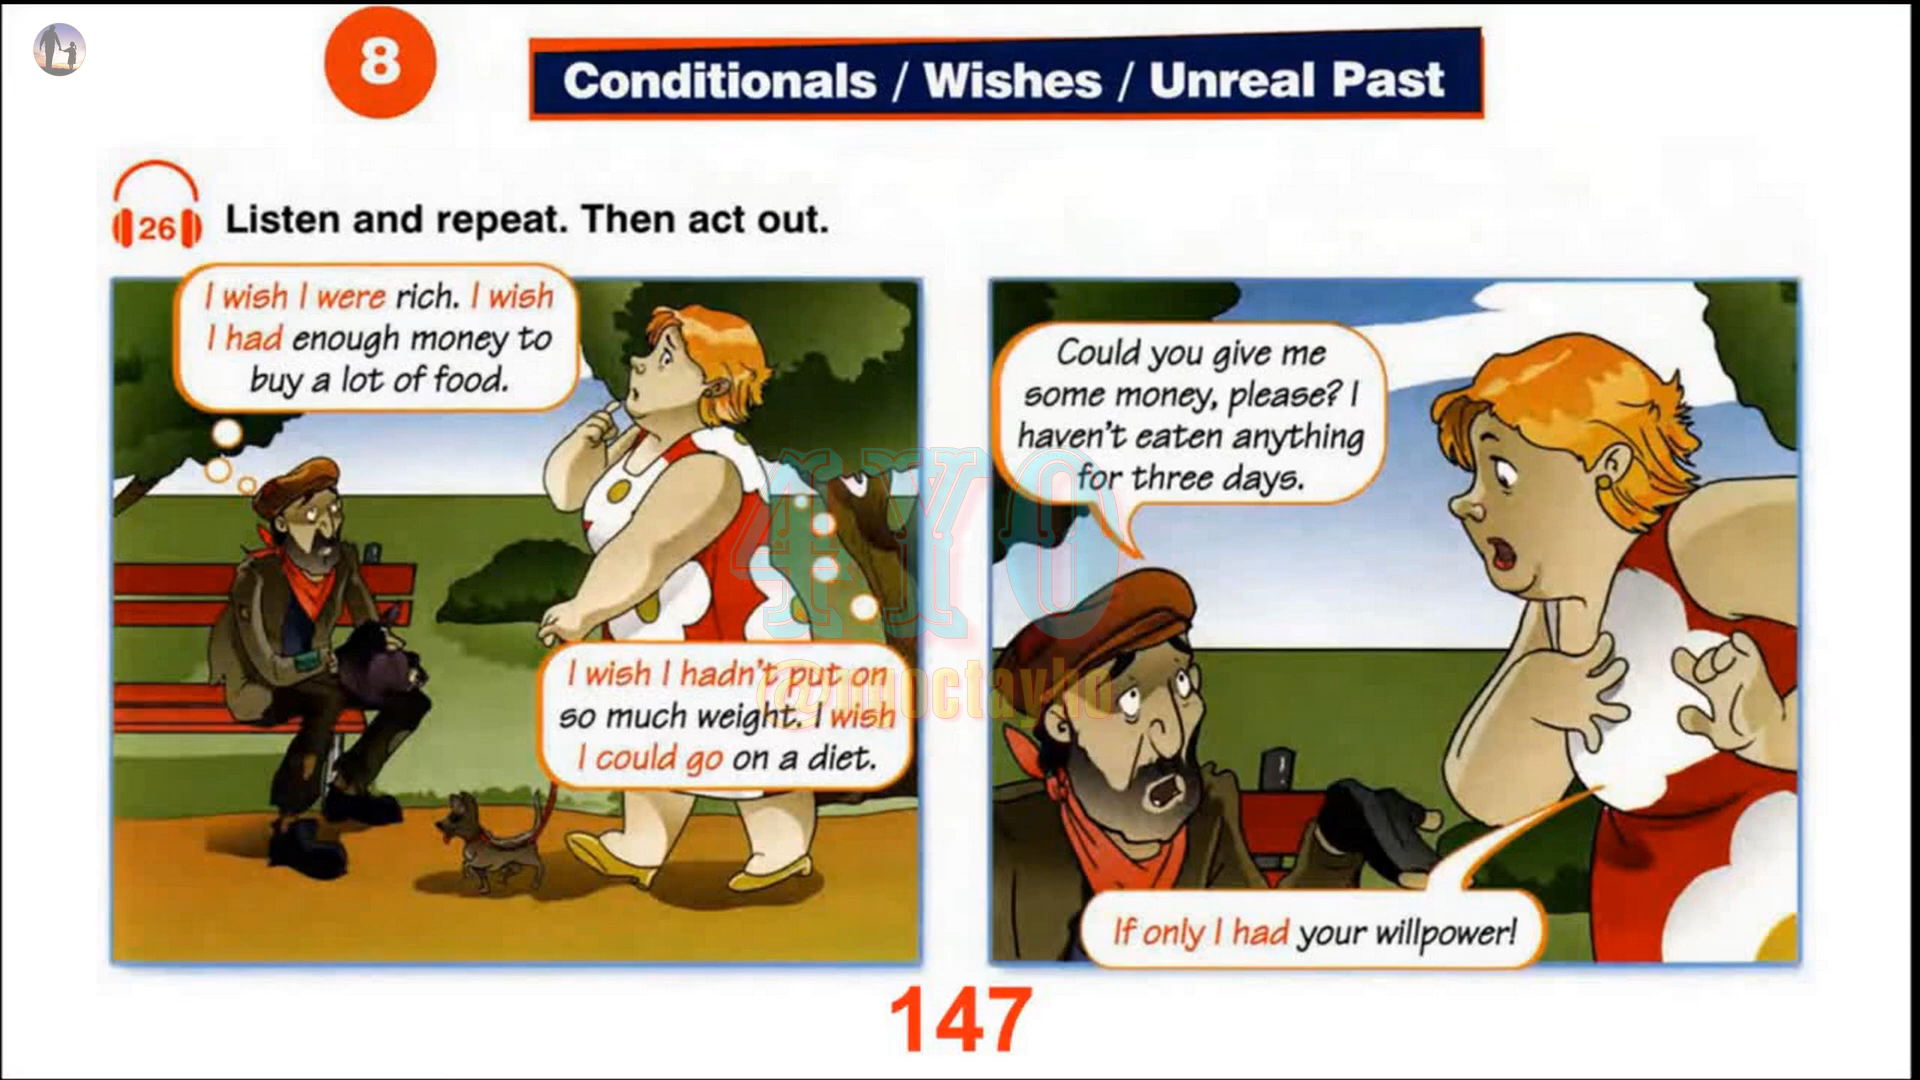 8
Conditionals / Wishes / Unreal Past
26
Listen and repeat. Then act out.
I wish I were rich. I wish
I had enough money to
buy a lot of food.
I wish I hadn't put on
so much weight. I wish
I could go on a diet.
Could you give me
some money, please? I
haven't eaten anything
for three days.
If only I had your willpower!
4YO
147